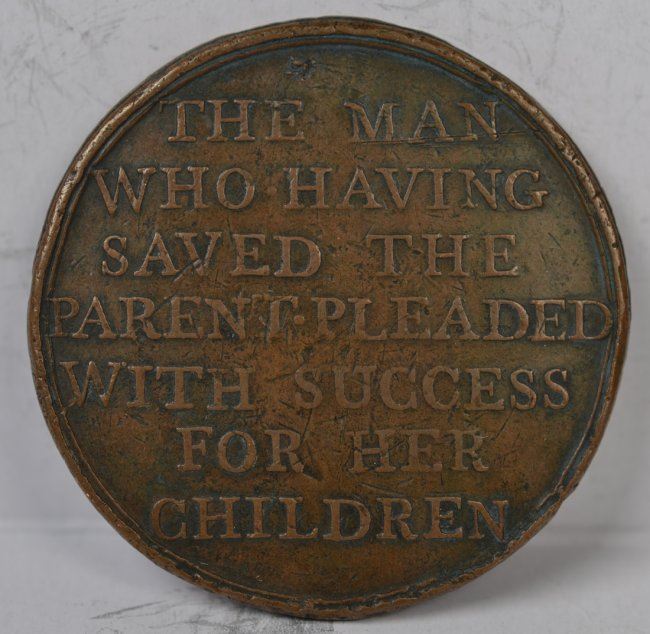 THE MAN
WHO·HAVING
SAVED THE
PARENT·PLEADED
WITH SUCCESS
FOR HER
CHILDREN